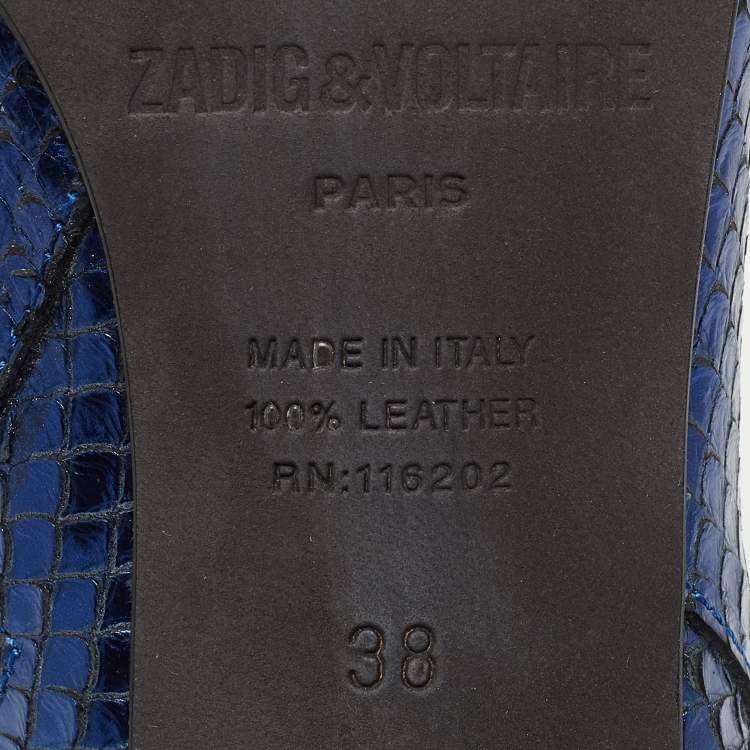 ZADIG&VOLTAIRE
PARIS
MADE IN ITALY
100% LEATHER
RN:116202
38